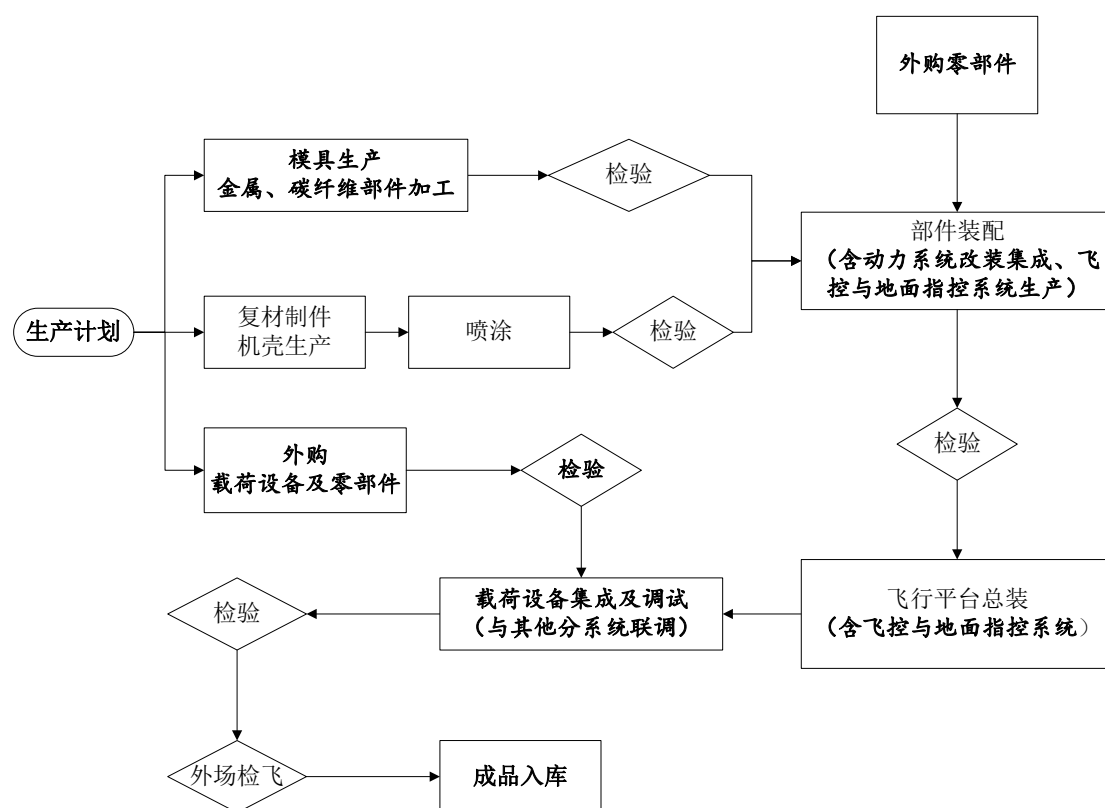 外购零部件
模具生产
金属、碳纤维部件加工
检验
部件装配
（含动力系统改装集成、飞
控与地面指控系统生产）
生产计划
复材制件
机壳生产
喷涂
检验
外购
载荷设备及零部件
检验
检验
检验
载荷设备集成及调试
（与其他分系统联调）
飞行平台总装
（含飞控与地面指控系统）
外场检飞
成品入库